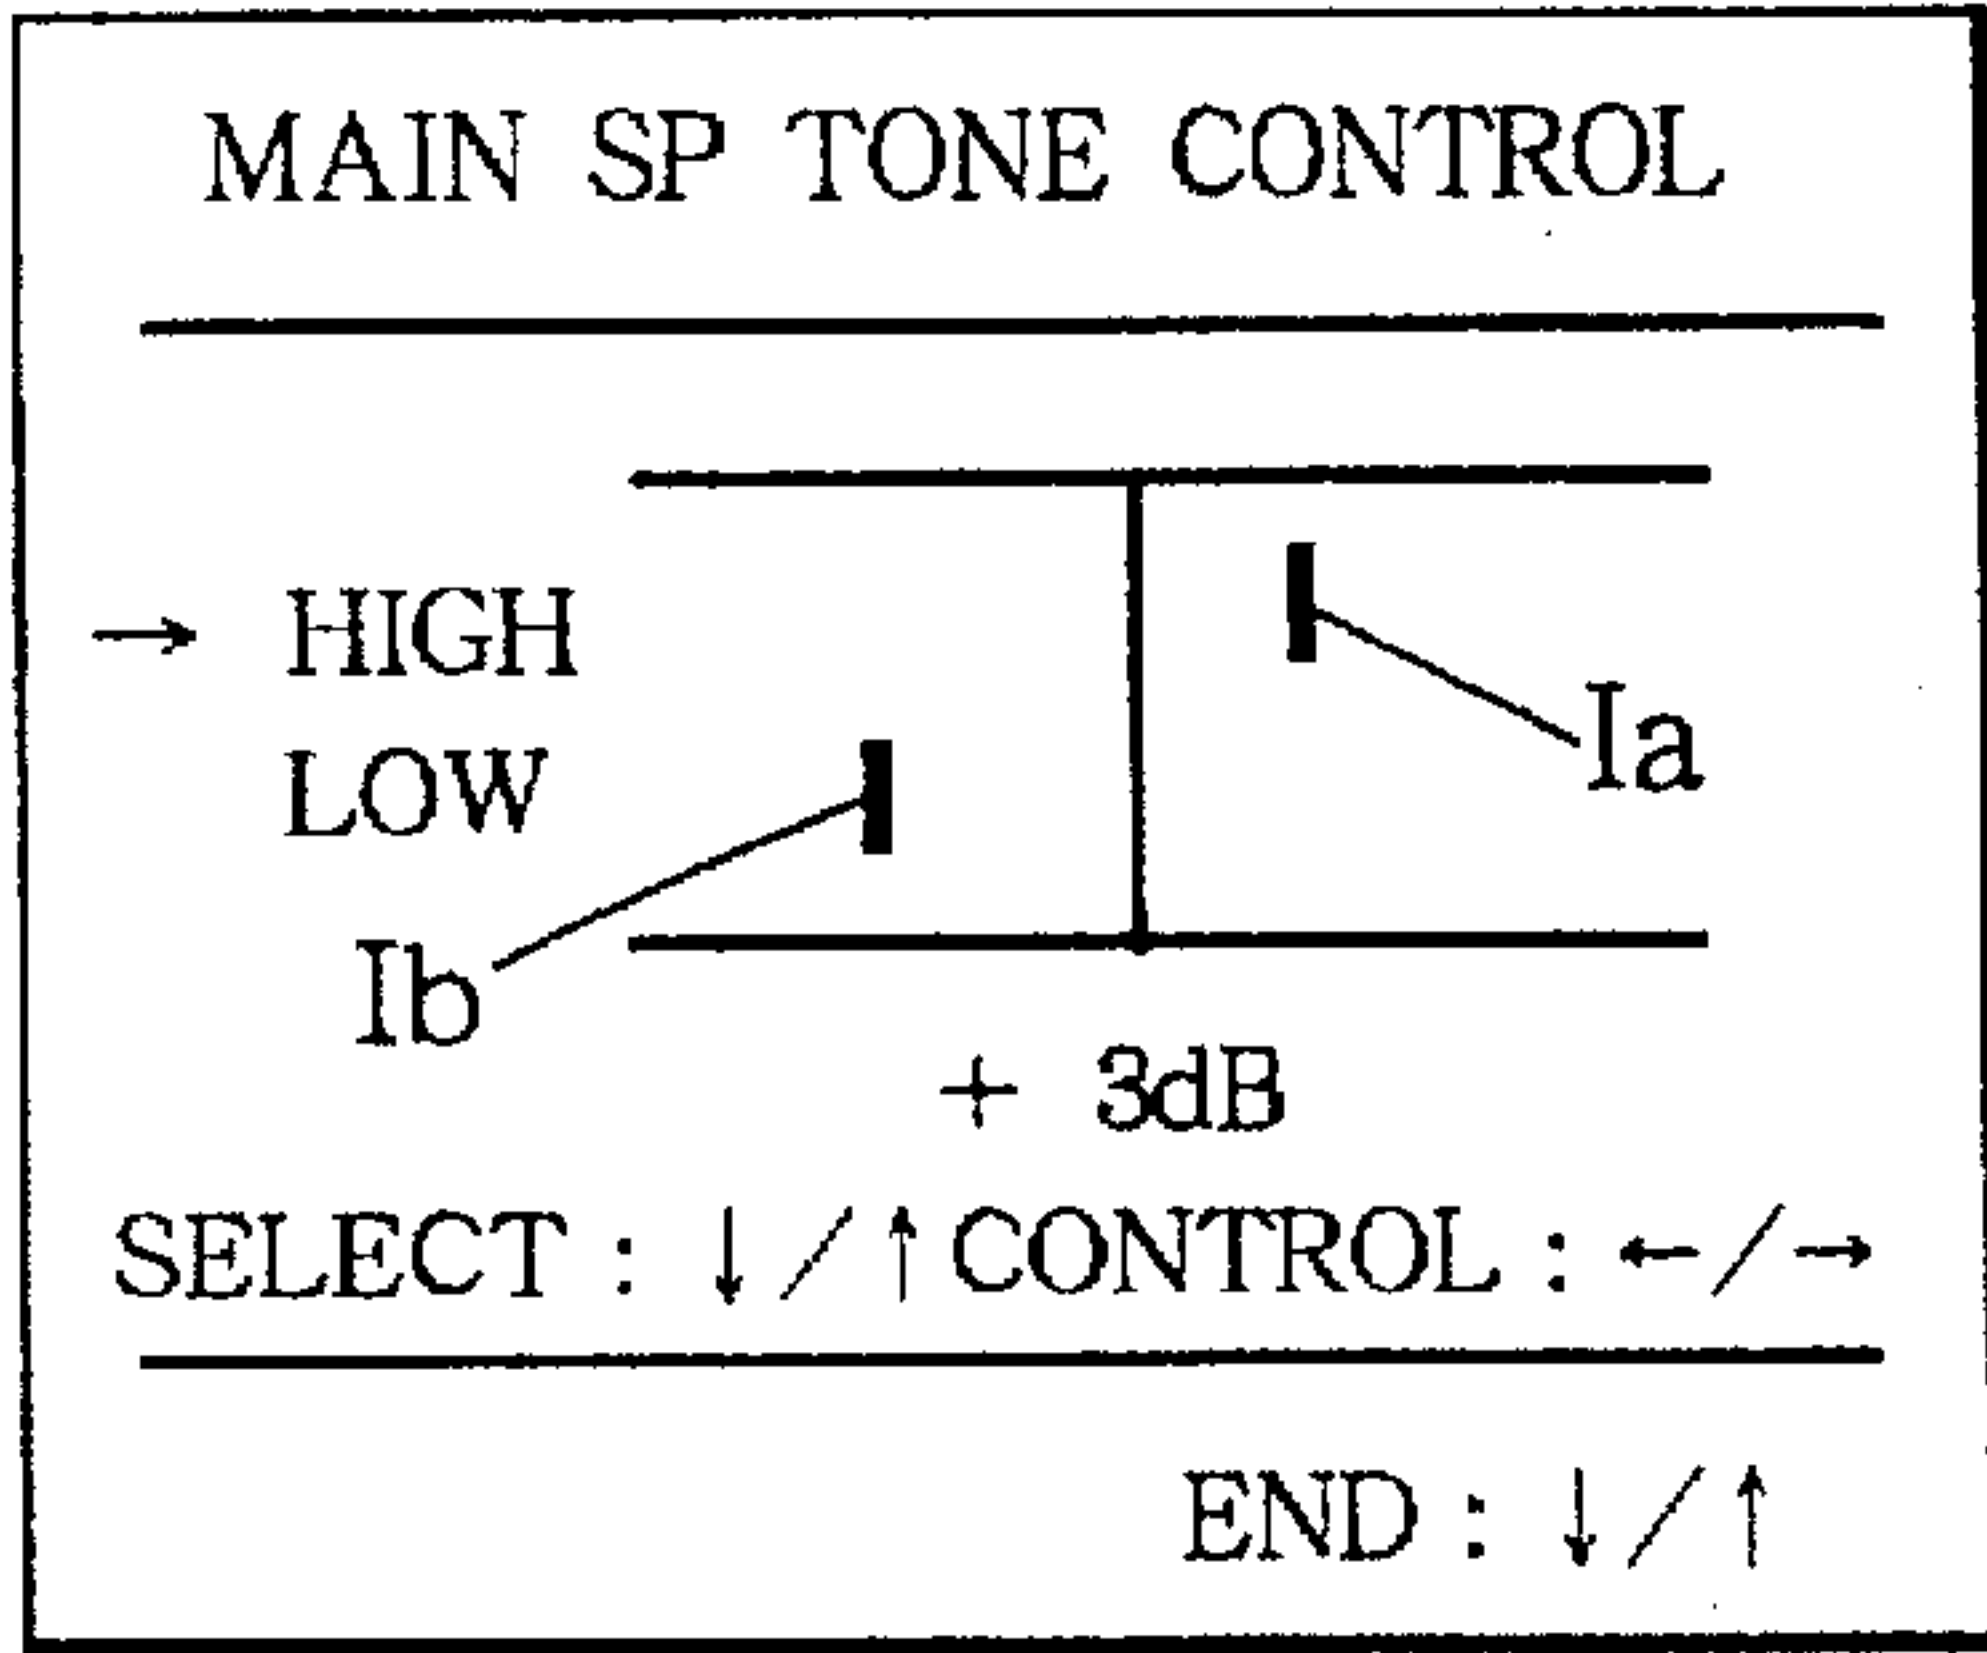 MAIN SP TONE CONTROL
→ HIGH
Ia
LOW
Ib
+ 3dB
SELECT : ↓/↑ CONTROL : ←/→
END : ↓/↑